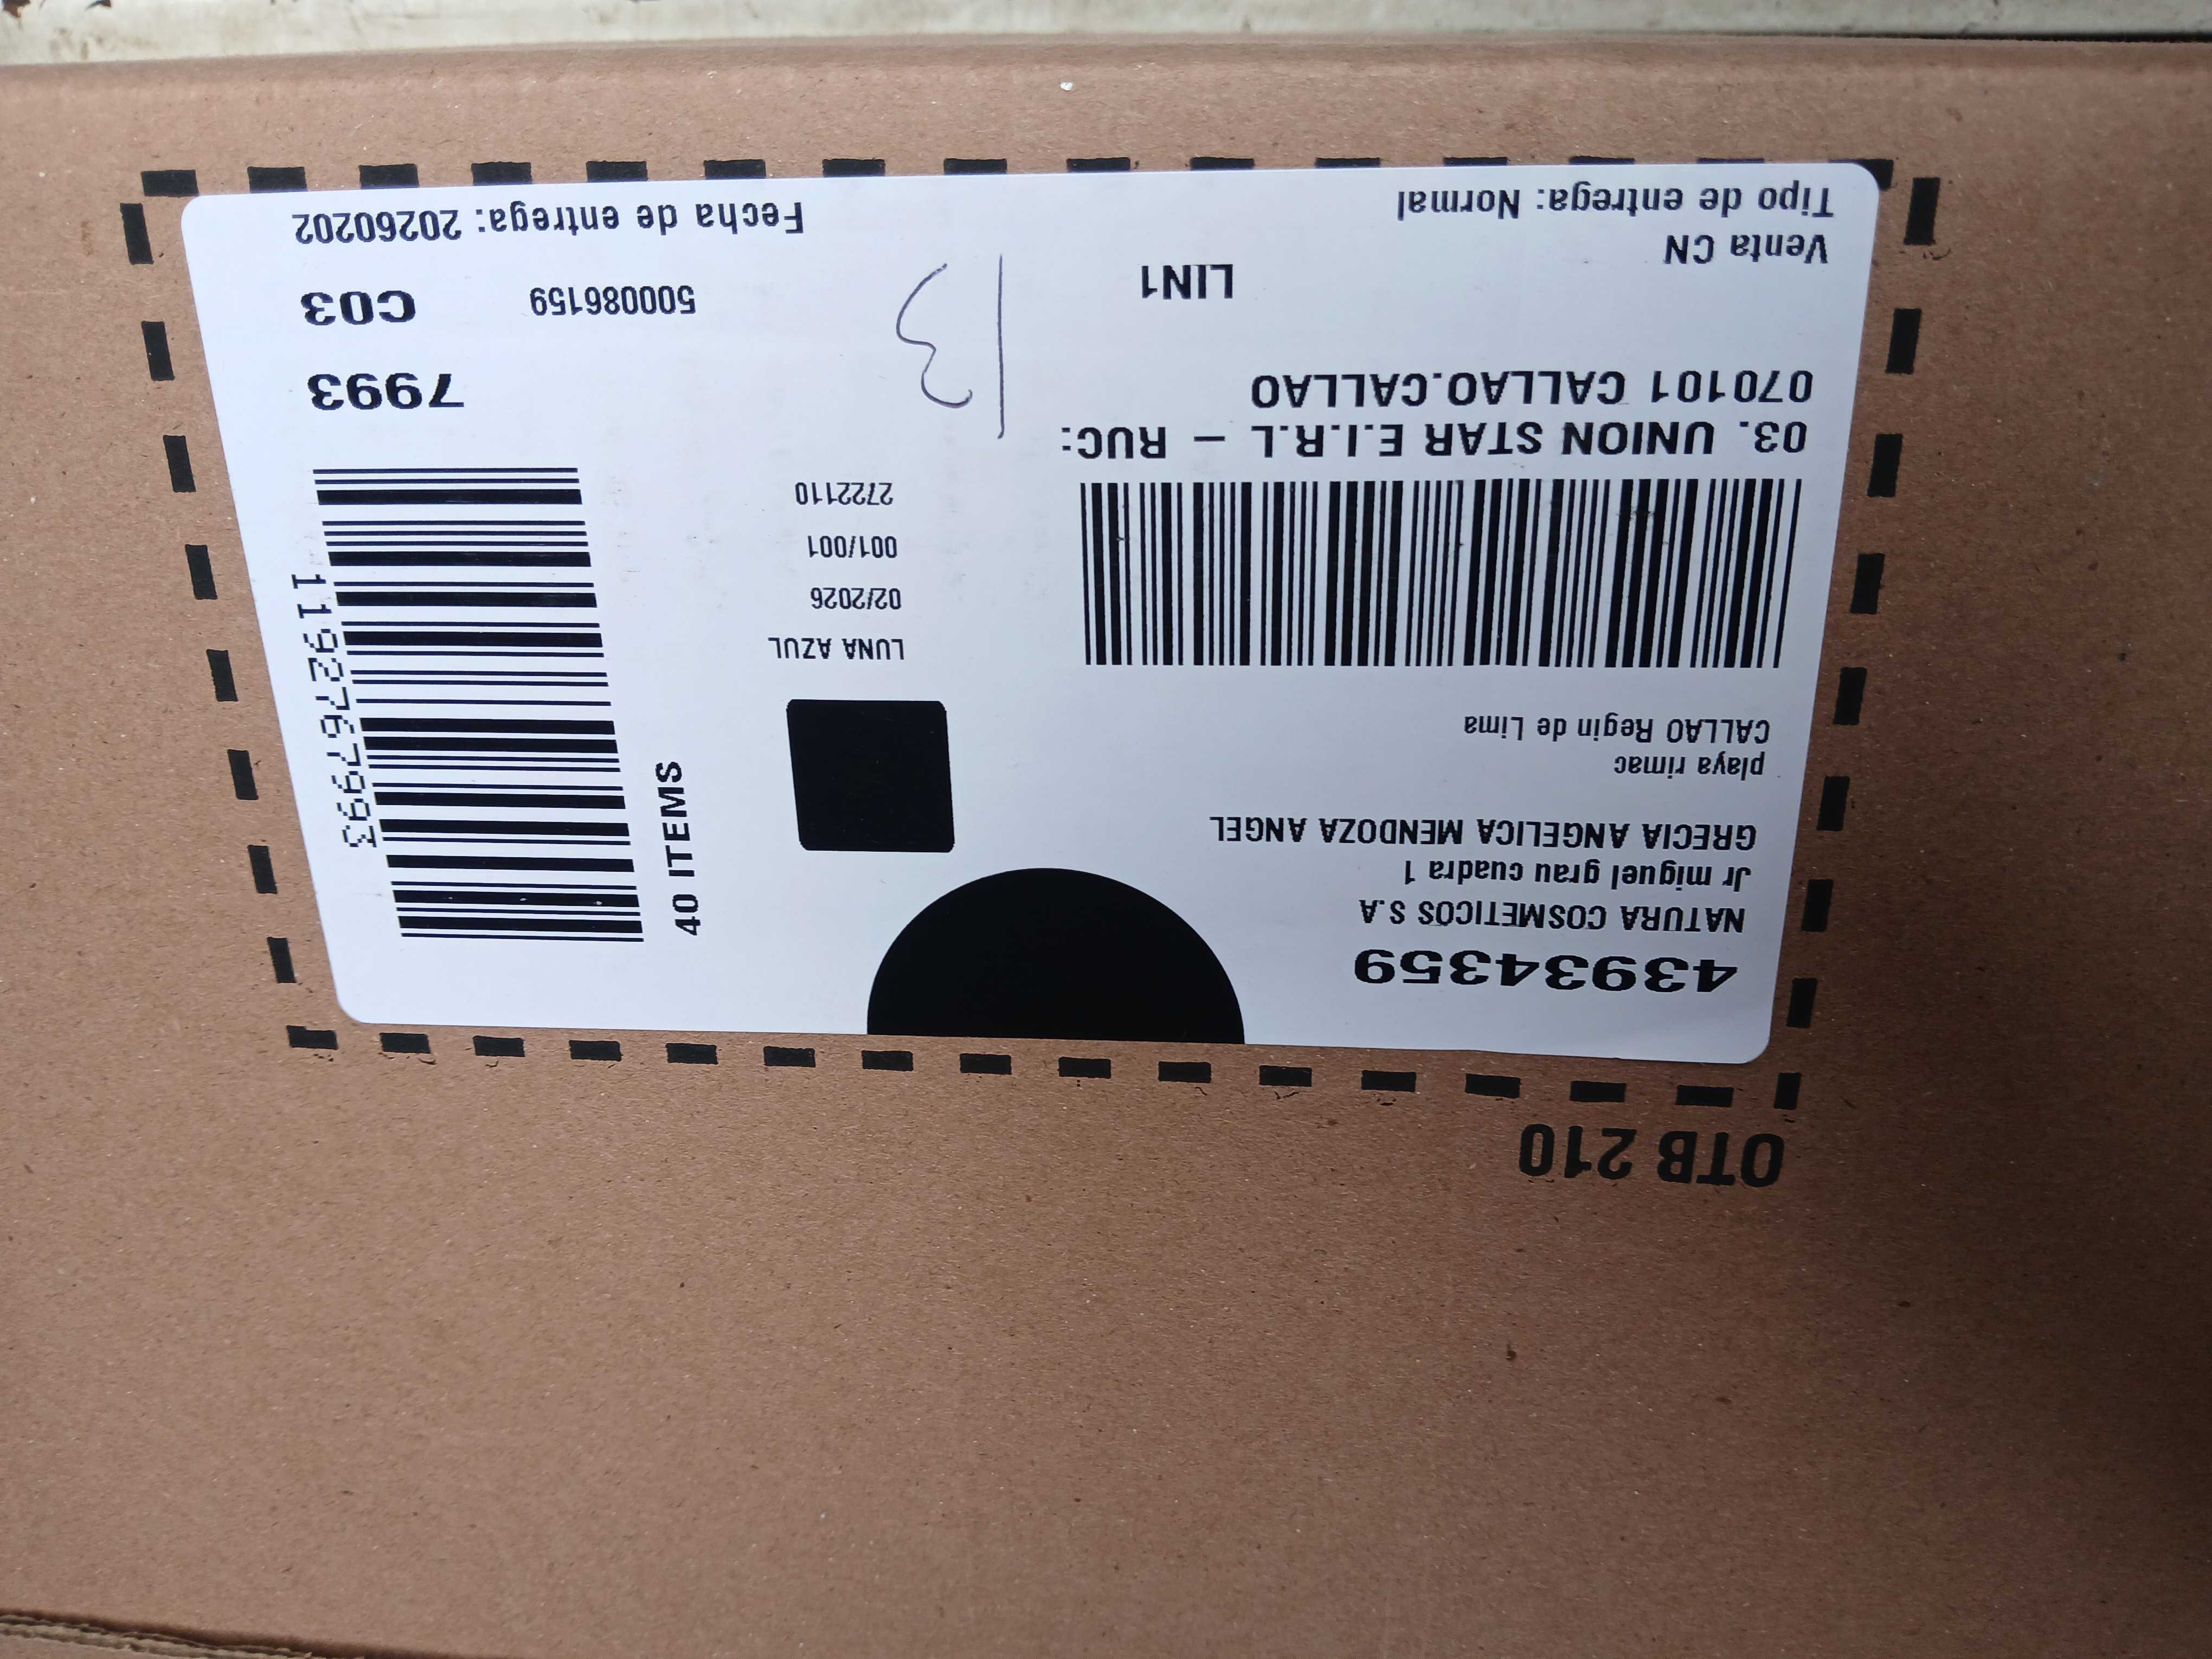 OTB 210
43934359
NATURA COSMETICOS S.A
Jr miguel grau cuadra 1
GRECIA ANGELICA MENDOZA ANGEL
playa rimac
CALLAO Regin de Lima
03. UNION STAR E.I.R.L - RUC:
070101 CALLAO.CALLAO
LIN1
Venta CN
Tipo de entrega: Normal
LUNA AZUL
02/2026
001/001
2722110
13
40 ITEMS
1192767993
7993
500086159 C03
Fecha de entrega: 20260202